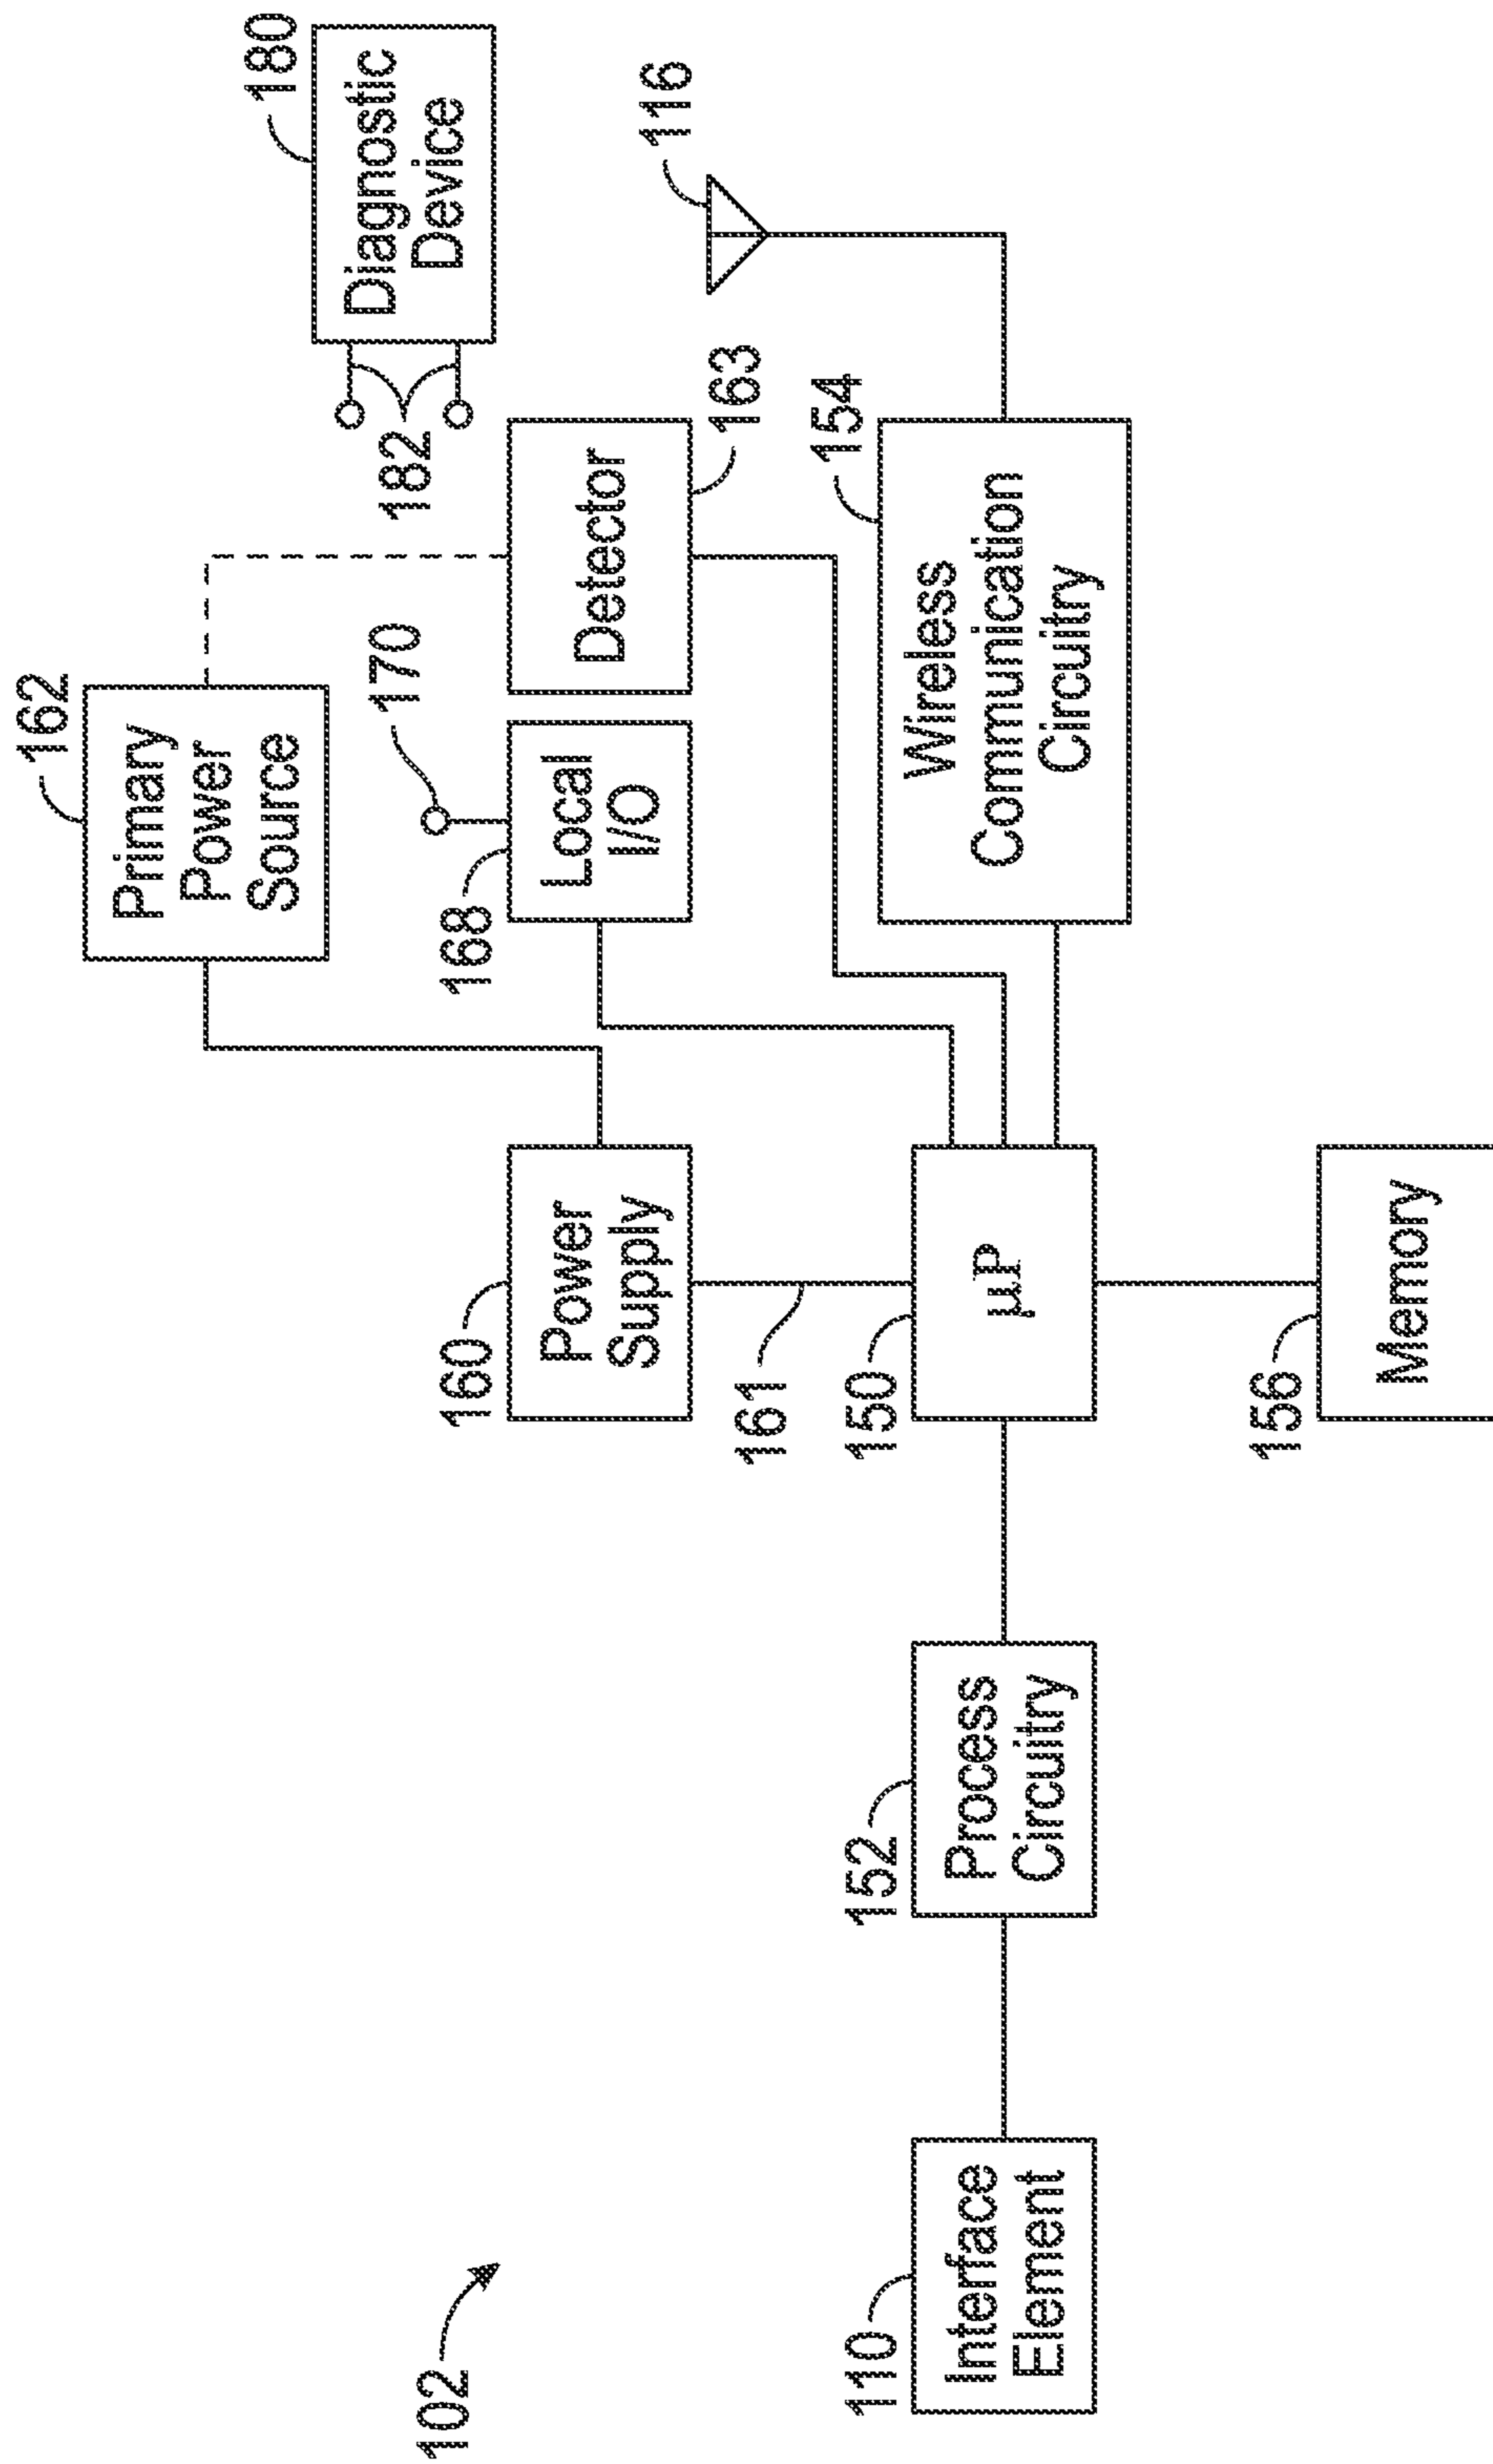 102
110
Interface
Element
152
Process
Circuitry
160
Power
Supply
161
150
µP
156
Memory
162
Primary
Power
Source
168
Local
I/O
170
Detector
163
182
180
Diagnostic
Device
116
154
Wireless
Communication
Circuitry